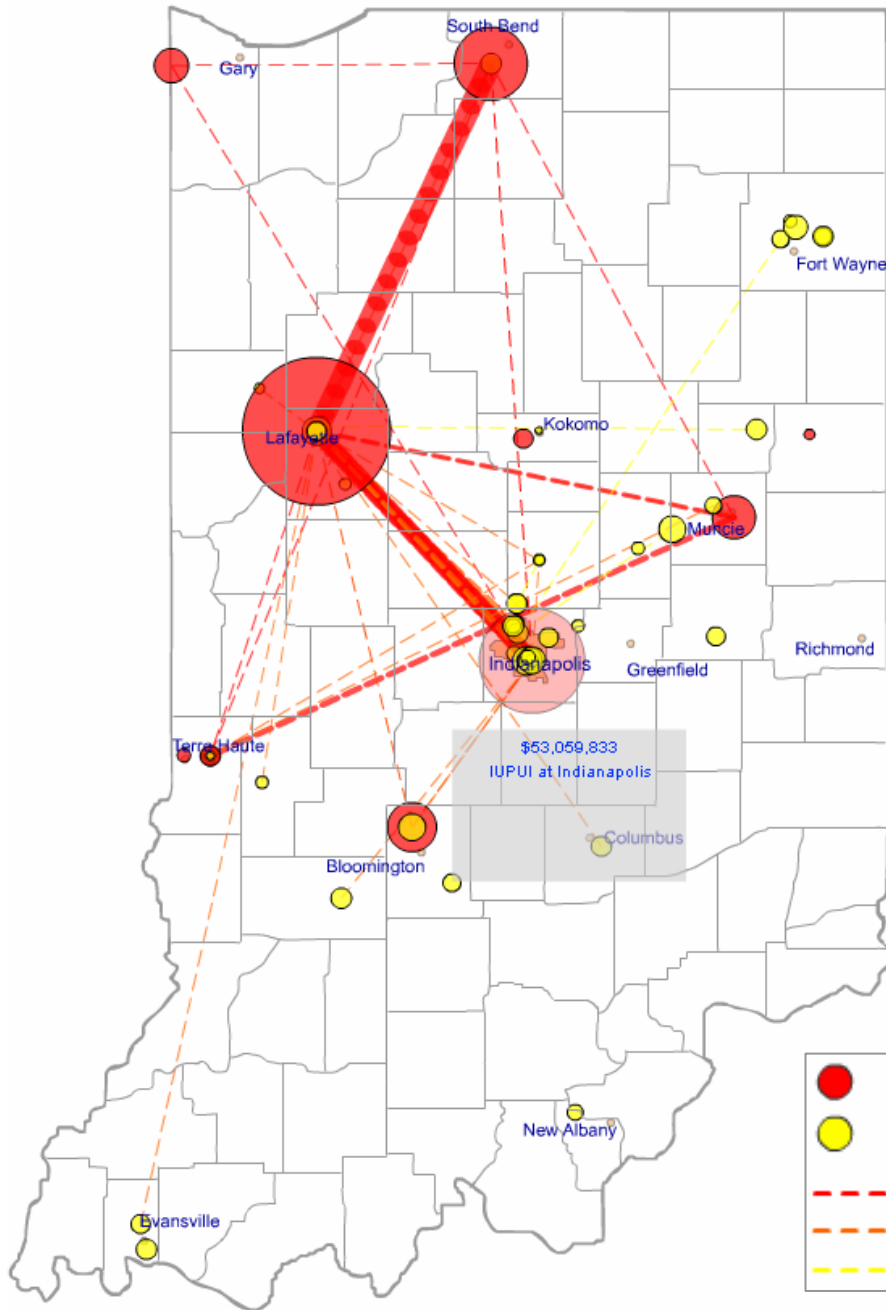 South Bend
Gary
Fort Wayne
Kokomo
Lafayette
Muncie
Indianapolis
Greenfield
Richmond
Terre Haute
$53,059,833
IUPUI at Indianapolis
Columbus
Bloomington
New Albany
Evansville